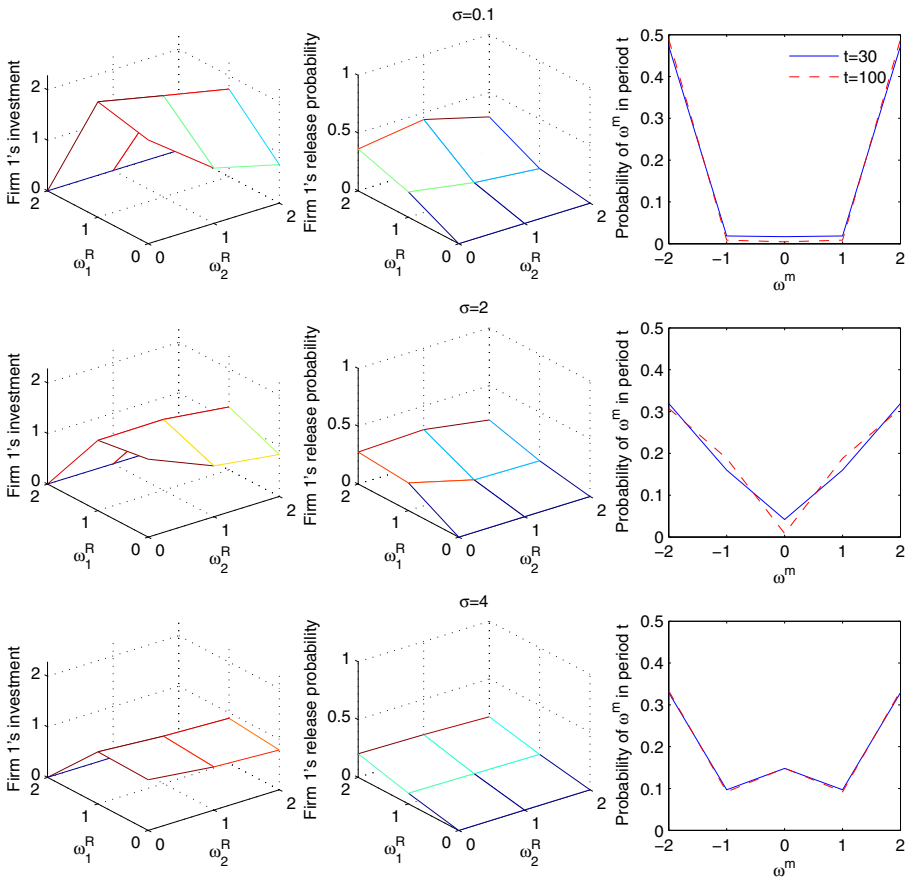 σ=0.1
Firm 1's investment
2
1
0
2
1
0
ω₁ᴿ
0
1
2
ω₂ᴿ
Firm 1's release probability
1
0.5
0
2
1
0
ω₁ᴿ
0
1
2
ω₂ᴿ
Probability of ωᵐ in period t
0.5
0.4
0.3
0.2
0.1
0
−2 −1 0 1 2
ωᵐ
t=30
t=100
σ=2
Firm 1's investment
2
1
0
2
1
0
ω₁ᴿ
0
1
2
ω₂ᴿ
Firm 1's release probability
1
0.5
0
2
1
0
ω₁ᴿ
0
1
2
ω₂ᴿ
Probability of ωᵐ in period t
0.5
0.4
0.3
0.2
0.1
0
−2 −1 0 1 2
ωᵐ
σ=4
Firm 1's investment
2
1
0
2
1
0
ω₁ᴿ
0
1
2
ω₂ᴿ
Firm 1's release probability
1
0.5
0
2
1
0
ω₁ᴿ
0
1
2
ω₂ᴿ
Probability of ωᵐ in period t
0.5
0.4
0.3
0.2
0.1
0
−2 −1 0 1 2
ωᵐ